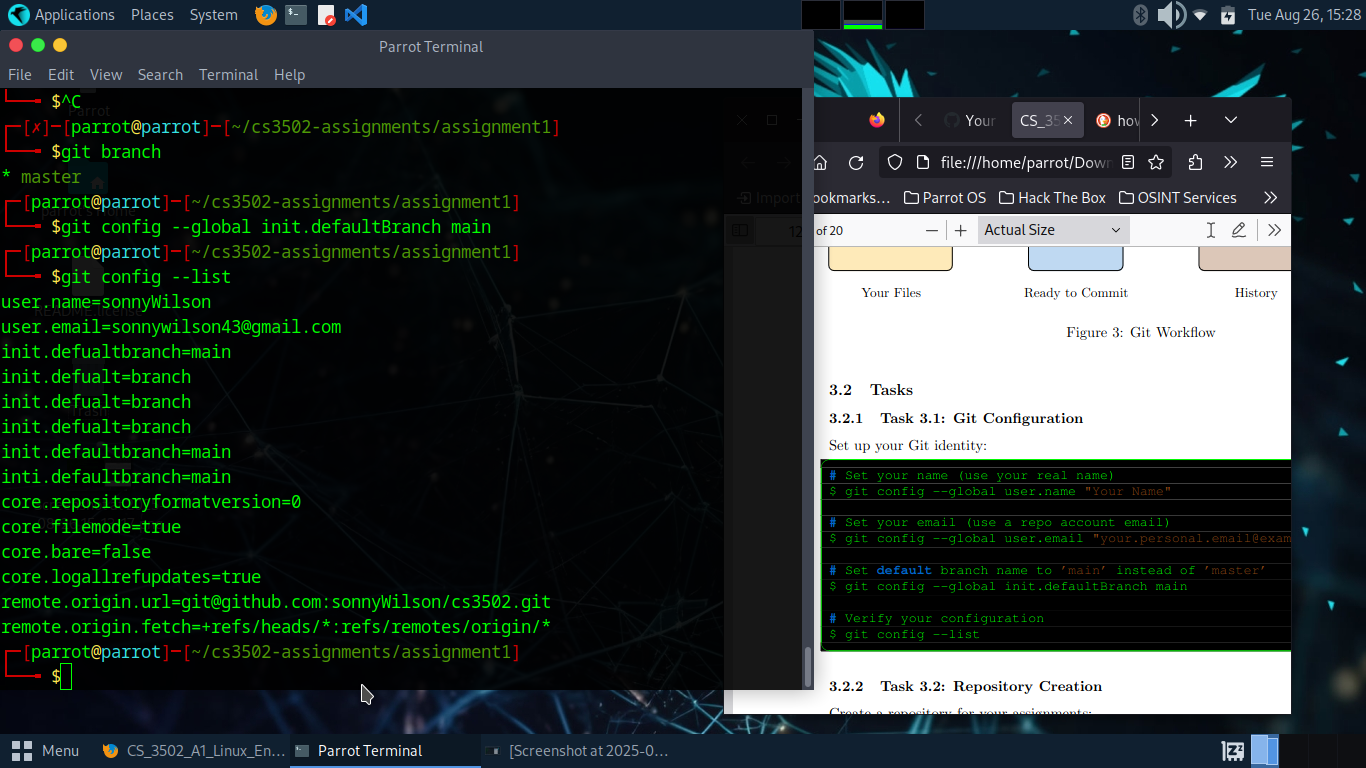 Applications Places System
Tue Aug 26, 15:28
Parrot Terminal
File Edit View Search Terminal Help
$^C
[✗]─[parrot@parrot]─[~/cs3502-assignments/assignment1]
$git branch
* master
[parrot@parrot]─[~/cs3502-assignments/assignment1]
$git config --global init.defaultBranch main
[parrot@parrot]─[~/cs3502-assignments/assignment1]
$git config --list
user.name=sonnyWilson
user.email=sonnywilson43@gmail.com
init.defualtbranch=main
init.defualt=branch
init.defualt=branch
init.defualt=branch
init.defaultbranch=main
inti.defaultbranch=main
core.repositoryformatversion=0
core.filemode=true
core.bare=false
core.logallrefupdates=true
remote.origin.url=git@github.com:sonnyWilson/cs3502.git
remote.origin.fetch=+refs/heads/*:refs/remotes/origin/*
[parrot@parrot]─[~/cs3502-assignments/assignment1]
$
Your CS_35 how
file:///home/parrot/Down
Import bookmarks… Parrot OS Hack The Box OSINT Services
12 of 20 Actual Size
Your Files Ready to Commit History
Figure 3: Git Workflow
3.2 Tasks
3.2.1 Task 3.1: Git Configuration
Set up your Git identity:
# Set your name (use your real name)
$ git config --global user.name "Your Name"
# Set your email (use a repo account email)
$ git config --global user.email "your.personal.email@exam
# Set default branch name to ’main’ instead of ’master’
$ git config --global init.defaultBranch main
# Verify your configuration
$ git config --list
3.2.2 Task 3.2: Repository Creation
Create a repository for your assignments:
Menu CS_3502_A1_Linux_En… Parrot Terminal [Screenshot at 2025-0…